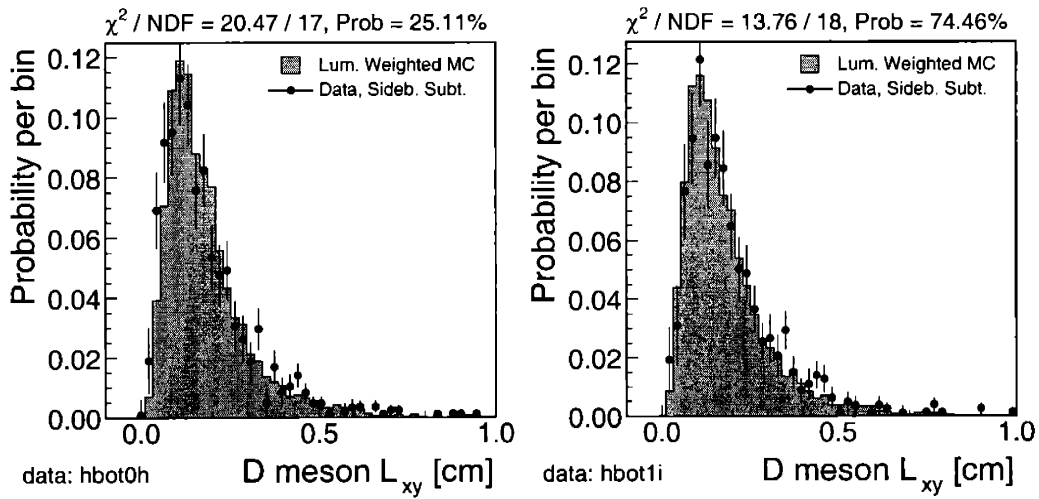 χ² / NDF = 20.47 / 17, Prob = 25.11%
Probability per bin
0.12
0.10
0.08
0.06
0.04
0.02
0.00
Lum. Weighted MC
Data, Sideb. Subt.
0.0 0.5 1.0
data: hbot0h
D meson Lxy [cm]
χ² / NDF = 13.76 / 18, Prob = 74.46%
Probability per bin
0.12
0.10
0.08
0.06
0.04
0.02
0.00
Lum. Weighted MC
Data, Sideb. Subt.
0.0 0.5 1.0
data: hbot1i
D meson Lxy [cm]